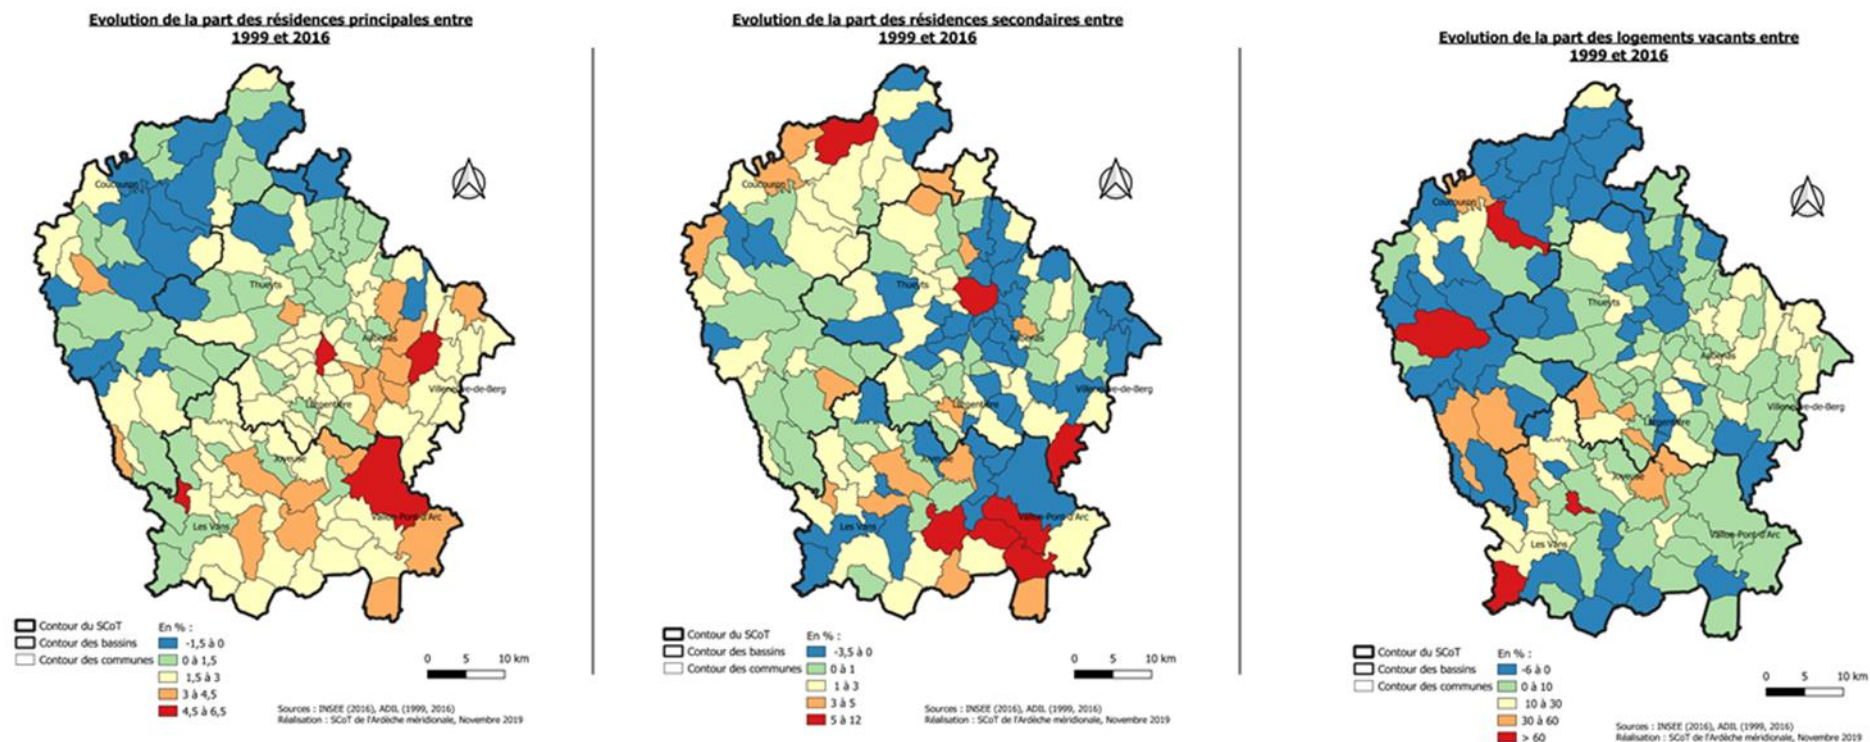 Evolution de la part des résidences principales entre
1999 et 2016
Coucouron
Thueyts
Aubenas
Villeneuve-de-Berg
Largentière
Joyeuse
Les Vans
Vallon-Pont-d'Arc
Contour du SCoT
Contour des bassins
Contour des communes
En % :
-1,5 à 0
0 à 1,5
1,5 à 3
3 à 4,5
4,5 à 6,5
0 5 10 km
Sources : INSEE (2016), ADIL (1999, 2016)
Réalisation : SCoT de l'Ardèche méridionale, Novembre 2019
Evolution de la part des résidences secondaires entre
1999 et 2016
Coucouron
Thueyts
Aubenas
Villeneuve-de-Berg
Largentière
Joyeuse
Les Vans
Vallon-Pont-d'Arc
Contour du SCoT
Contour des bassins
Contour des communes
En % :
-3,5 à 0
0 à 1
1 à 3
3 à 5
5 à 12
0 5 10 km
Sources : INSEE (2016), ADIL (1999, 2016)
Réalisation : SCoT de l'Ardèche méridionale, Novembre 2019
Evolution de la part des logements vacants entre
1999 et 2016
Coucouron
Thueyts
Aubenas
Villeneuve-de-Berg
Largentière
Joyeuse
Les Vans
Vallon-Pont-d'Arc
Contour du SCoT
Contour des bassins
Contour des communes
En % :
-6 à 0
0 à 10
10 à 30
30 à 60
> 60
0 5 10 km
Sources : INSEE (2016), ADIL (1999, 2016)
Réalisation : SCoT de l'Ardèche méridionale, Novembre 2019